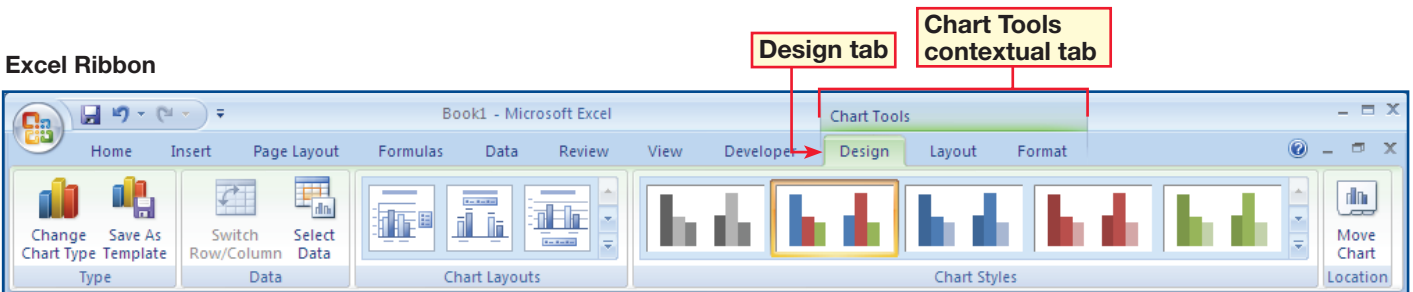 Chart Tools
contextual tab
Design tab
Excel Ribbon
Book1 - Microsoft Excel
Chart Tools
Home Insert Page Layout Formulas Data Review View Developer Design Layout Format
Change
Chart Type
Save As
Template
Switch
Row/Column
Select
Data
Move
Chart
Type Data Chart Layouts Chart Styles Location